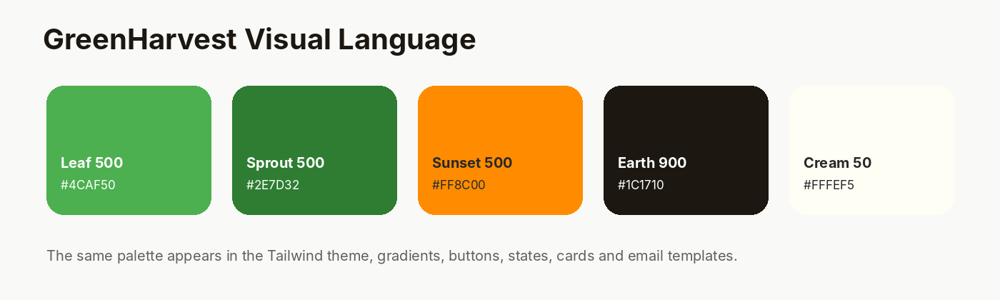 GreenHarvest Visual Language
Leaf 500
#4CAF50
Sprout 500
#2E7D32
Sunset 500
#FF8C00
Earth 900
#1C1710
Cream 50
#FFFEF5
The same palette appears in the Tailwind theme, gradients, buttons, states, cards and email templates.